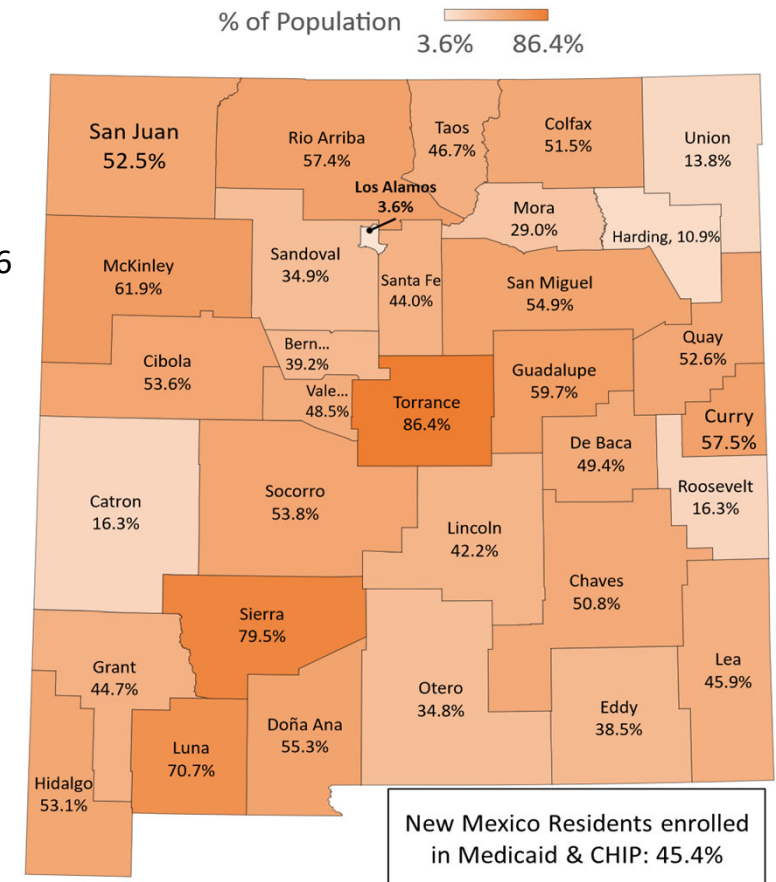 % of Population
3.6% 86.4%
San Juan
52.5%
Rio Arriba
57.4%
Taos
46.7%
Colfax
51.5%
Union
13.8%
Los Alamos
3.6%
Mora
29.0%
Harding, 10.9%
6
McKinley
61.9%
Sandoval
34.9%
Santa Fe
44.0%
San Miguel
54.9%
Quay
52.6%
Cibola
53.6%
Bern...
39.2%
Vale...
48.5%
Torrance
86.4%
Guadalupe
59.7%
Curry
57.5%
De Baca
49.4%
Roosevelt
16.3%
Catron
16.3%
Socorro
53.8%
Lincoln
42.2%
Chaves
50.8%
Sierra
79.5%
Grant
44.7%
Otero
34.8%
Lea
45.9%
Eddy
38.5%
Doña Ana
55.3%
Luna
70.7%
Hidalgo
53.1%
New Mexico Residents enrolled
in Medicaid & CHIP: 45.4%